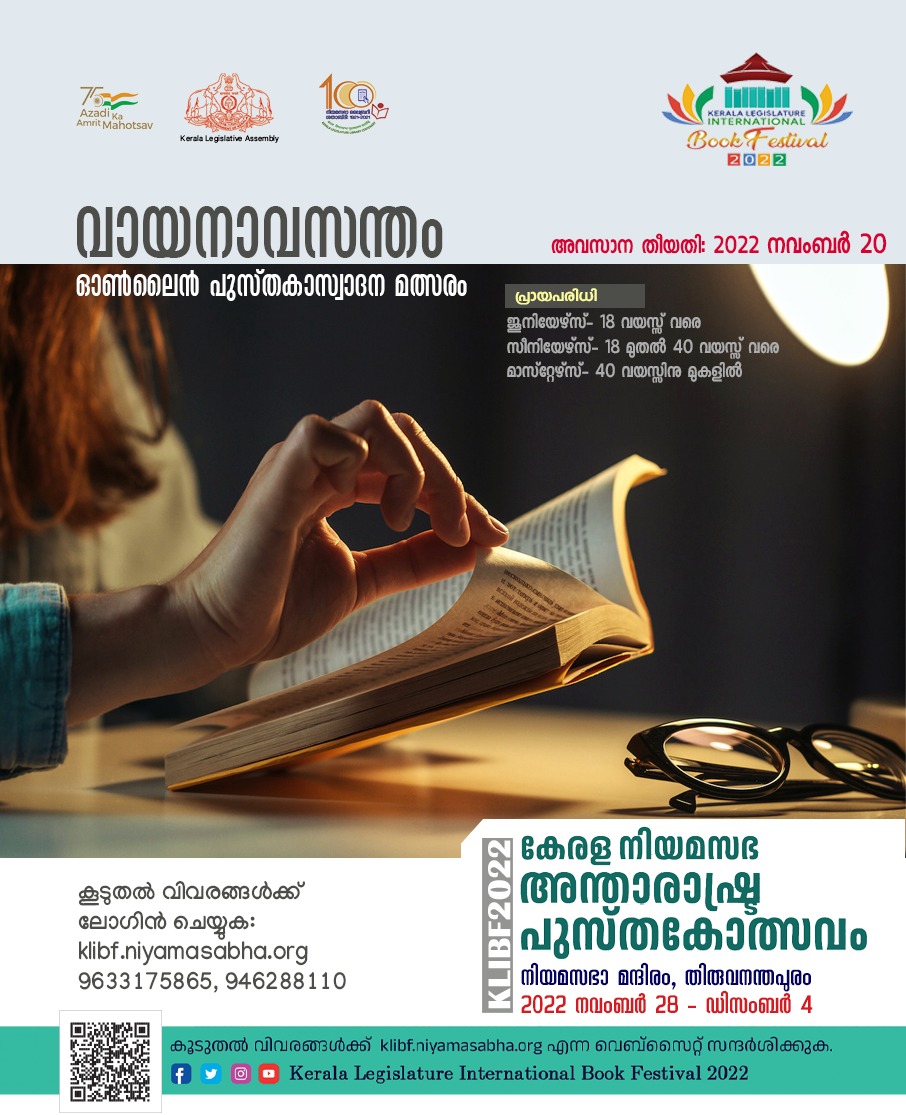 75
Azadi Ka
Amrit Mahotsav
Kerala Legislative Assembly
100
KERALA LEGISLATURE
INTERNATIONAL
Book Festival
2022
വായനാവസന്തം
അവസാന തീയതി: 2022 നവംബർ 20
ഓൺലൈൻ പുസ്തകാസ്വാദന മത്സരം
പ്രായപരിധി
ജൂനിയേഴ്സ്- 18 വയസ്സ് വരെ
സീനിയേഴ്സ്- 18 മുതൽ 40 വയസ്സ് വരെ
മാസ്റ്റേഴ്സ്- 40 വയസ്സിനു മുകളിൽ
കൂടുതൽ വിവരങ്ങൾക്ക്
ലോഗിൻ ചെയ്യുക:
klibf.niyamasabha.org
9633175865, 946288110
KLIBF2022
കേരള നിയമസഭ
അന്താരാഷ്ട്ര
പുസ്തകോത്സവം
നിയമസഭാ മന്ദിരം, തിരുവനന്തപുരം
2022 നവംബർ 28 - ഡിസംബർ 4
കൂടുതൽ വിവരങ്ങൾക്ക് klibf.niyamasabha.org എന്ന വെബ്സൈറ്റ് സന്ദർശിക്കുക.
Kerala Legislature International Book Festival 2022